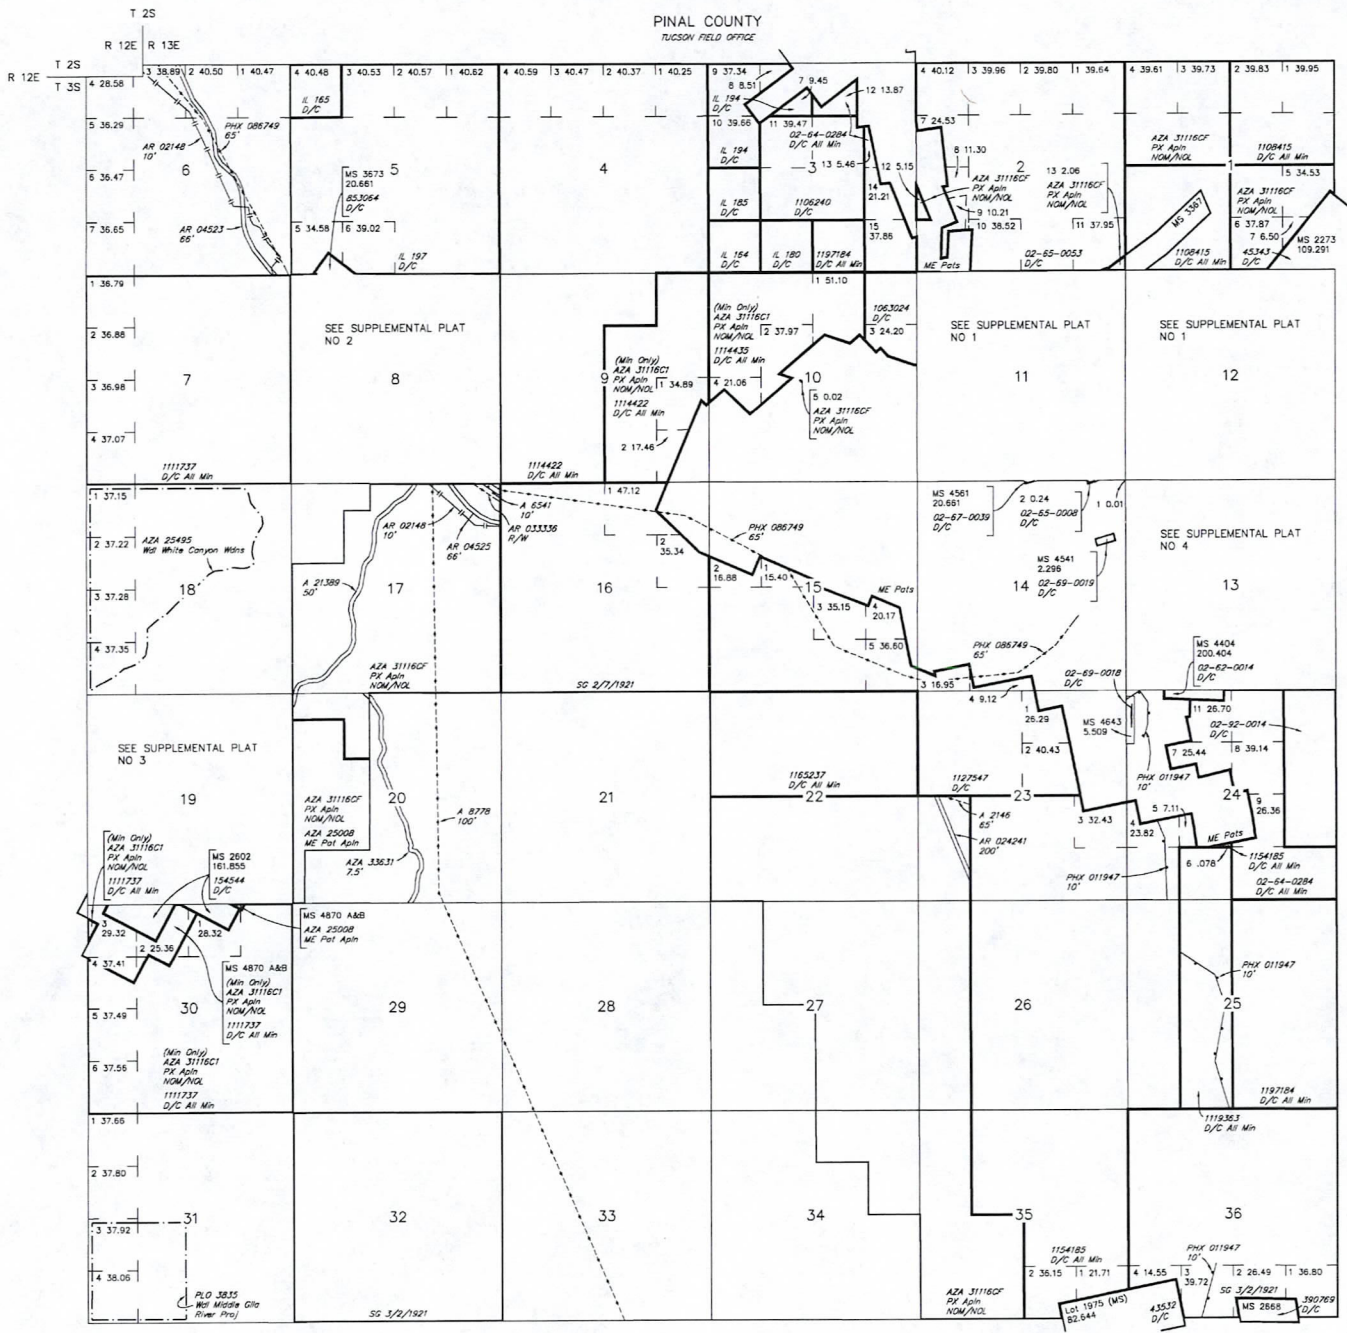 PINAL COUNTY
TUCSON FIELD OFFICE
T 2S
R 12E R 13E
T 2S
R 12E
T 3S
4 28.58
3 38.89
2 40.50
1 40.47
4 40.48
3 40.53
2 40.57
1 40.62
4 40.59
3 40.47
2 40.37
1 40.25
9 37.34
8 8.51
7 9.45
12 13.87
4 40.12
3 39.96
2 39.80
1 39.64
4 39.61
3 39.73
2 39.83
1 39.95
5 36.29
6 36.47
7 36.65
AR 02148
10'
PHX 086749
65'
6
AR 04523
66'
IL 165
D/C
MS 3673
20.661
853064
D/C
5
5 34.58
6 39.02
IL 197
D/C
4
IL 194
D/C
10 39.66
11 39.47
02-64-0284
D/C All Min
IL 194
D/C
3
13 5.46
12 5.15
14
21.21
IL 185
D/C
1106240
D/C
15
37.86
IL 164
D/C
IL 180
D/C
1197184
D/C All Min
7 24.53
8 11.30
2
AZA 31116CF
PX Apln
NOM/NOL
13 2.06
AZA 31116CF
PX Apln
NOM/NOL
9 10.21
10 38.52
11 37.95
ME Pats
02-65-0053
D/C
AZA 31116CF
PX Apln
NOM/NOL
1108415
D/C All Min
1
5 34.53
AZA 31116CF
PX Apln
NOM/NOL
MS 3367
6 37.87
7 6.50
1108415
D/C All Min
45343
D/C
MS 2273
109.291
1 36.79
2 36.88
3 36.98
4 37.07
7
1111737
D/C All Min
SEE SUPPLEMENTAL PLAT
NO 2
8
9
(Min Only)
AZA 31116C1
PX Apln
NOM/NOL
1114422
D/C All Min
1 34.89
2 17.46
1114422
D/C All Min
1 51.10
(Min Only)
AZA 31116C1
PX Apln
NOM/NOL
2 37.97
1063024
D/C
3 24.20
1114435
D/C All Min
4 21.06
10
5 0.02
AZA 31116CF
PX Apln
NOM/NOL
SEE SUPPLEMENTAL PLAT
NO 1
11
SEE SUPPLEMENTAL PLAT
NO 1
12
1 37.15
2 37.22
3 37.28
4 37.35
AZA 25495
Wdl White Canyon Wdns
18
A 21389
50'
17
AR 02148
10'
AR 04525
66'
A 6541
10'
AR 033336
R/W
AZA 31116CF
PX Apln
NOM/NOL
1 47.12
2
35.34
16
SG 2/7/1921
PHX 086749
65'
2
16.88
1
15.40
15
3 35.15
4
20.17
5 36.60
ME Pats
MS 4561
20.661
02-67-0039
D/C
2 0.24
02-65-0008
D/C
1 0.01
MS 4541
2.296
02-69-0019
D/C
14
PHX 086749
65'
3 16.95
4 9.12
SEE SUPPLEMENTAL PLAT
NO 4
13
MS 4404
200.404
02-62-0014
D/C
02-69-0018
D/C
SEE SUPPLEMENTAL PLAT
NO 3
19
(Min Only)
AZA 31116C1
PX Apln
NOM/NOL
1111737
D/C All Min
MS 2602
161.855
154544
D/C
AZA 31116CF
PX Apln
NOM/NOL
AZA 25008
ME Pat Apln
20
AZA 33631
7.5'
A 8778
100'
21
1165237
D/C All Min
22
1
26.29
2 40.43
1127547
D/C
23
A 2146
65'
AR 024241
200'
3 32.43
4
23.82
5 7.11
MS 4643
5.509
PHX 011947
10'
11 26.70
02-92-0014
D/C
7 25.44
8 39.14
24
9
26.36
ME Pats
6 .078
1154185
D/C All Min
02-64-0284
D/C All Min
PHX 011947
10'
3
29.32
2 25.36
1
28.32
4 37.41
5 37.49
6 37.56
MS 4870 A&B
AZA 25008
ME Pat Apln
MS 4870 A&B
(Min Only)
AZA 31116C1
PX Apln
NOM/NOL
1111737
D/C All Min
30
(Min Only)
AZA 31116C1
PX Apln
NOM/NOL
1111737
D/C All Min
29
28
27
26
PHX 011947
10'
25
1197184
D/C All Min
1119363
D/C All Min
1 37.66
2 37.80
3 37.92
4 38.06
31
PLO 3835
Wdl Middle Gila
River Proj
32
33
SG 3/2/1921
34
35
AZA 31116CF
PX Apln
NOM/NOL
1154185
D/C All Min
2 36.15
1 21.71
Lot 1975 (MS)
82.644
43532
D/C
36
PHX 011947
10'
4 14.55
3
39.72
2 26.49
1 36.80
SG 3/2/1921
MS 2868
390769
D/C